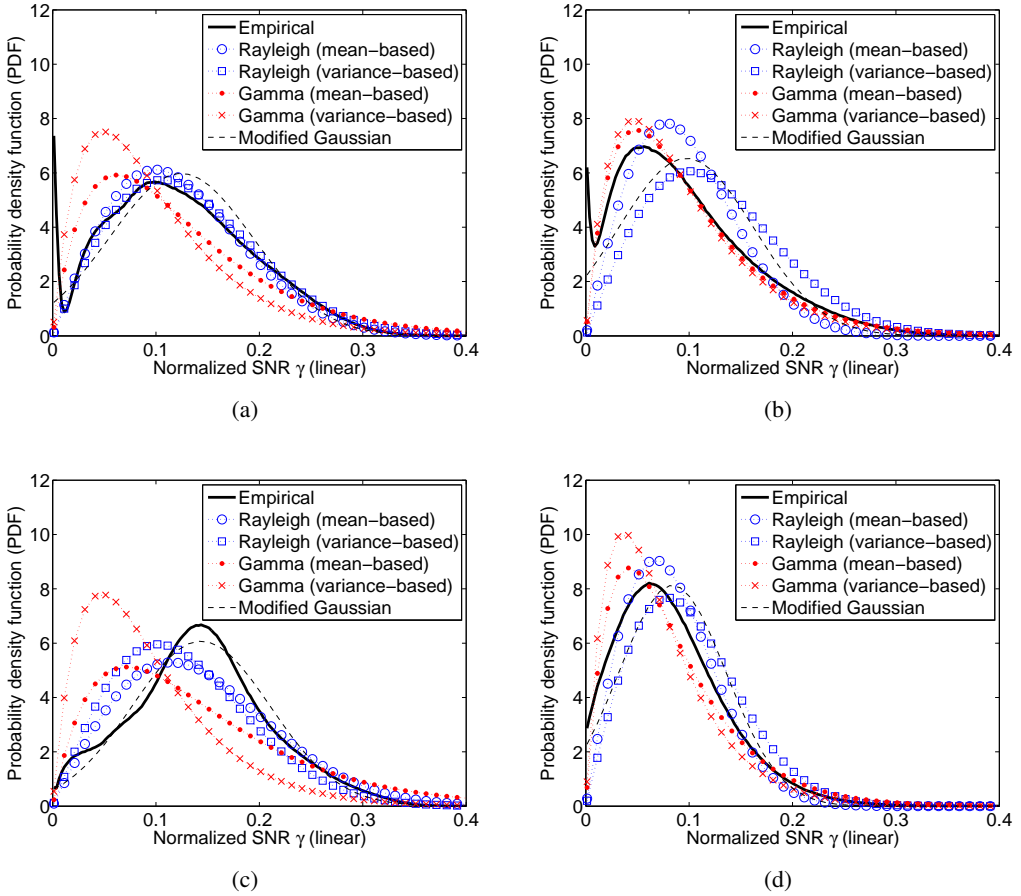 12
10
8
6
4
2
0
Probability density function (PDF)
Empirical
Rayleigh (mean−based)
Rayleigh (variance−based)
Gamma (mean−based)
Gamma (variance−based)
Modified Gaussian
0 0.1 0.2 0.3 0.4
Normalized SNR γ (linear)
(a)
12
10
8
6
4
2
0
Probability density function (PDF)
Empirical
Rayleigh (mean−based)
Rayleigh (variance−based)
Gamma (mean−based)
Gamma (variance−based)
Modified Gaussian
0 0.1 0.2 0.3 0.4
Normalized SNR γ (linear)
(b)
12
10
8
6
4
2
0
Probability density function (PDF)
Empirical
Rayleigh (mean−based)
Rayleigh (variance−based)
Gamma (mean−based)
Gamma (variance−based)
Modified Gaussian
0 0.1 0.2 0.3 0.4
Normalized SNR γ (linear)
(c)
12
10
8
6
4
2
0
Probability density function (PDF)
Empirical
Rayleigh (mean−based)
Rayleigh (variance−based)
Gamma (mean−based)
Gamma (variance−based)
Modified Gaussian
0 0.1 0.2 0.3 0.4
Normalized SNR γ (linear)
(d)